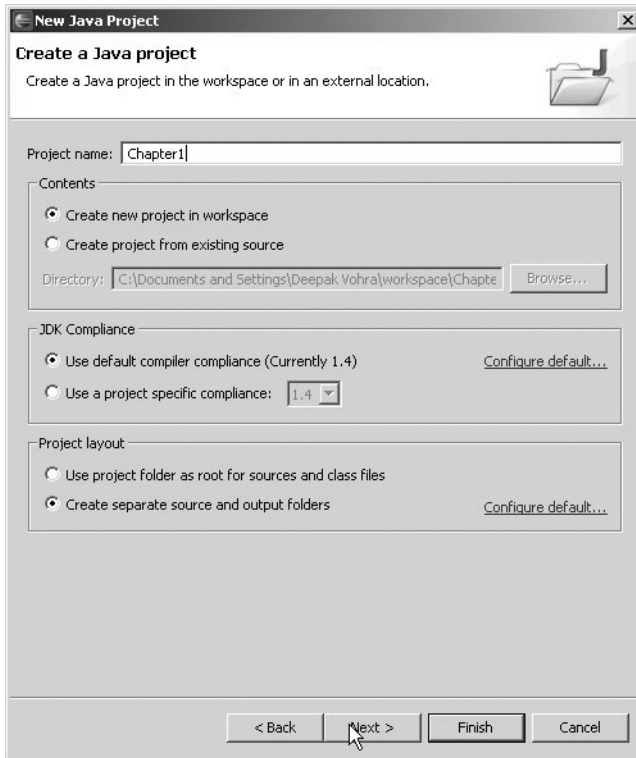 New Java Project
Create a Java project
Create a Java project in the workspace or in an external location.
Project name: Chapter1
Contents
Create new project in workspace
Create project from existing source
Directory: C:\Documents and Settings\Deepak Vohra\workspace\Chapte Browse...
JDK Compliance
Use default compiler compliance (Currently 1.4) Configure default...
Use a project specific compliance: 1.4
Project layout
Use project folder as root for sources and class files
Create separate source and output folders Configure default...
< Back Next > Finish Cancel